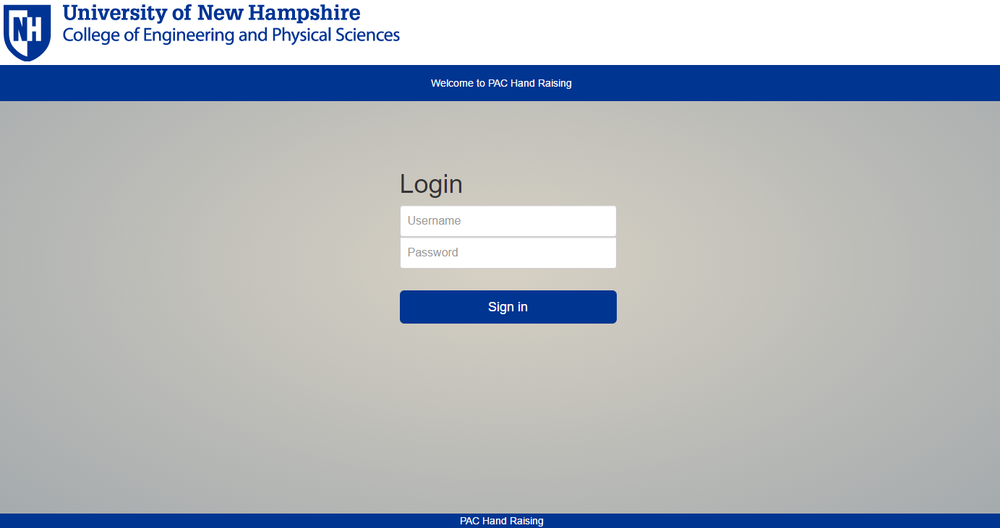 NH
University of New Hampshire
College of Engineering and Physical Sciences
Welcome to PAC Hand Raising
Login
Username
Password
Sign in
PAC Hand Raising